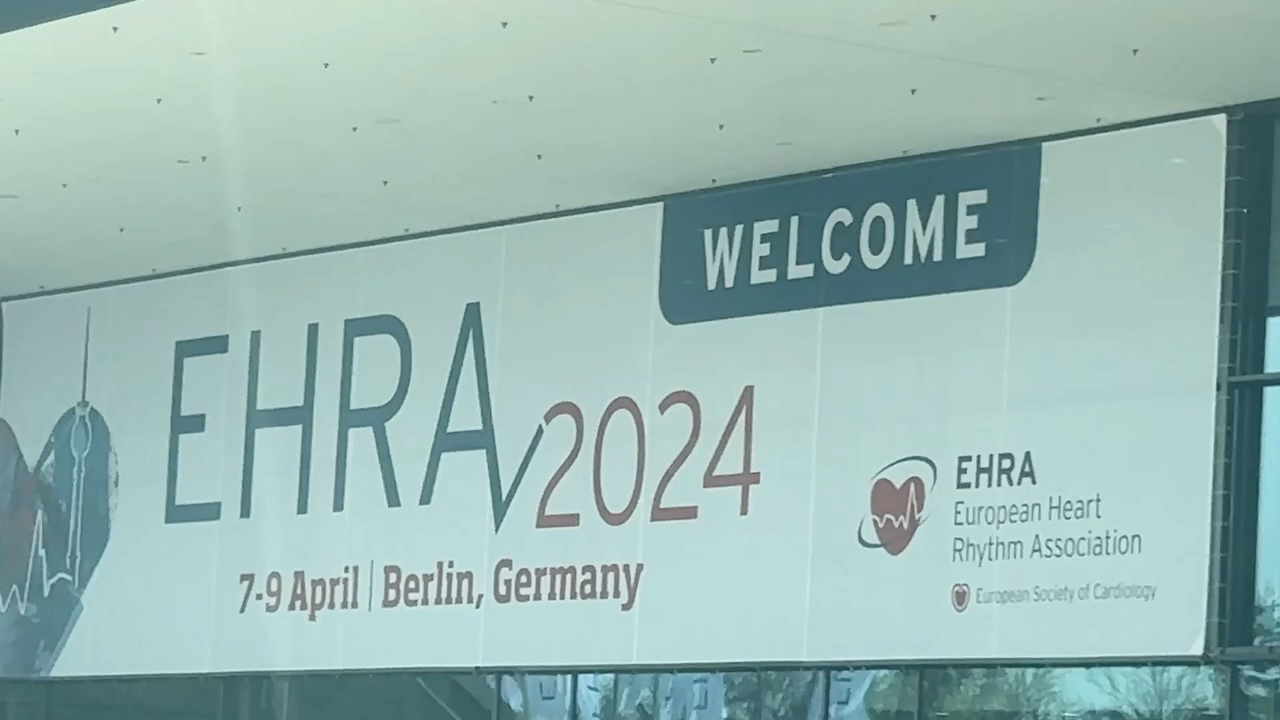 WELCOME
EHRA 2024
7-9 April | Berlin, Germany
EHRA
European Heart
Rhythm Association
European Society of Cardiology